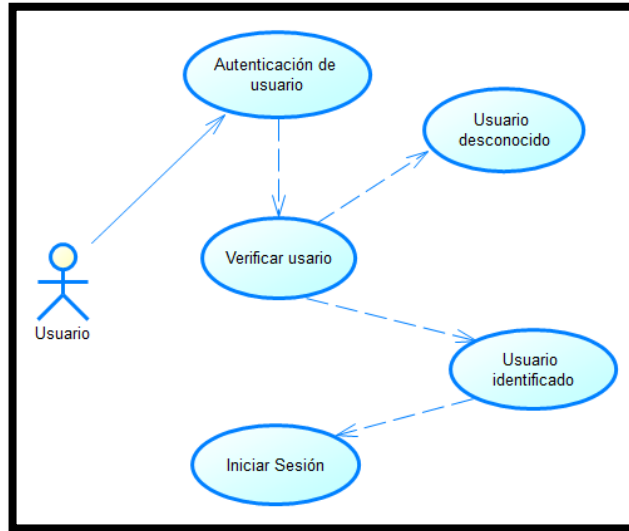 Autenticación de
usuario
Usuario
desconocido
Verificar usario
Usuario
Usuario
identificado
Iniciar Sesión